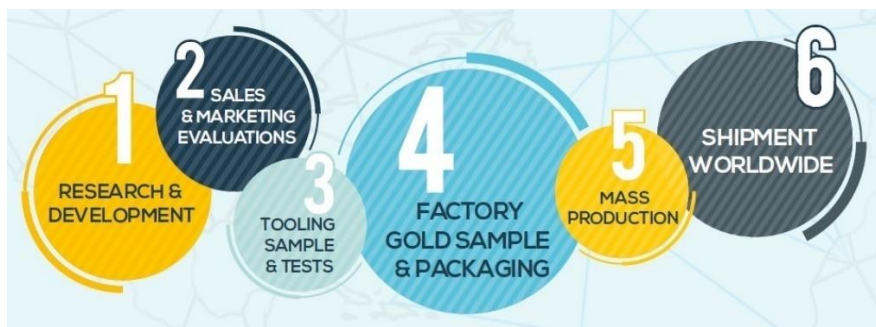 1
RESEARCH &
DEVELOPMENT
2
SALES
& MARKETING
EVALUATIONS
3
TOOLING
SAMPLE
& TESTS
4
FACTORY
GOLD SAMPLE
& PACKAGING
5
MASS
PRODUCTION
6
SHIPMENT
WORLDWIDE